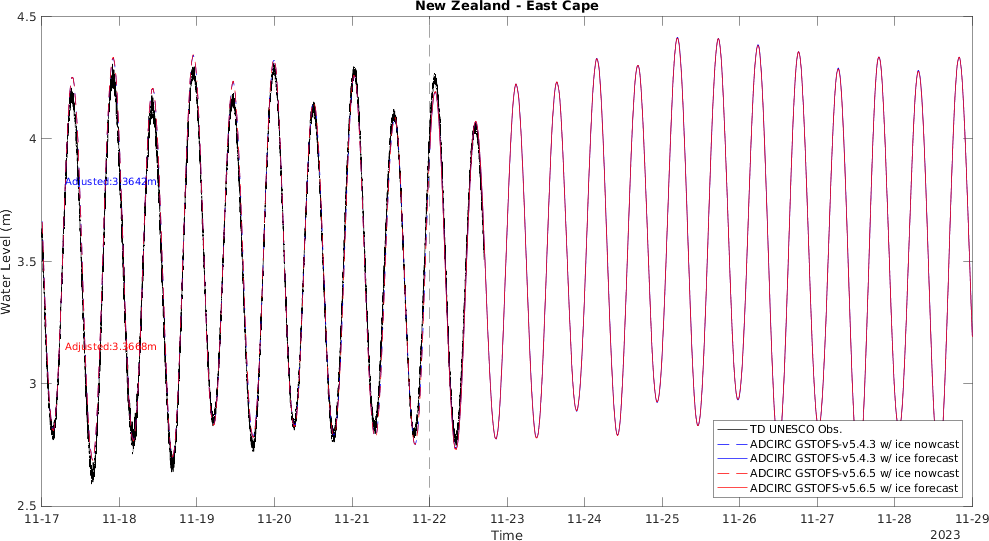 New Zealand - East Cape
4.5
4
3.5
3
2.5
Water Level (m)
Adjusted:3.3642m
Adjusted:3.3668m
TD UNESCO Obs.
ADCIRC GSTOFS-v5.4.3 w/ ice nowcast
ADCIRC GSTOFS-v5.4.3 w/ ice forecast
ADCIRC GSTOFS-v5.6.5 w/ ice nowcast
ADCIRC GSTOFS-v5.6.5 w/ ice forecast
11-17 11-18 11-19 11-20 11-21 11-22 11-23 11-24 11-25 11-26 11-27 11-28 11-29
Time
2023